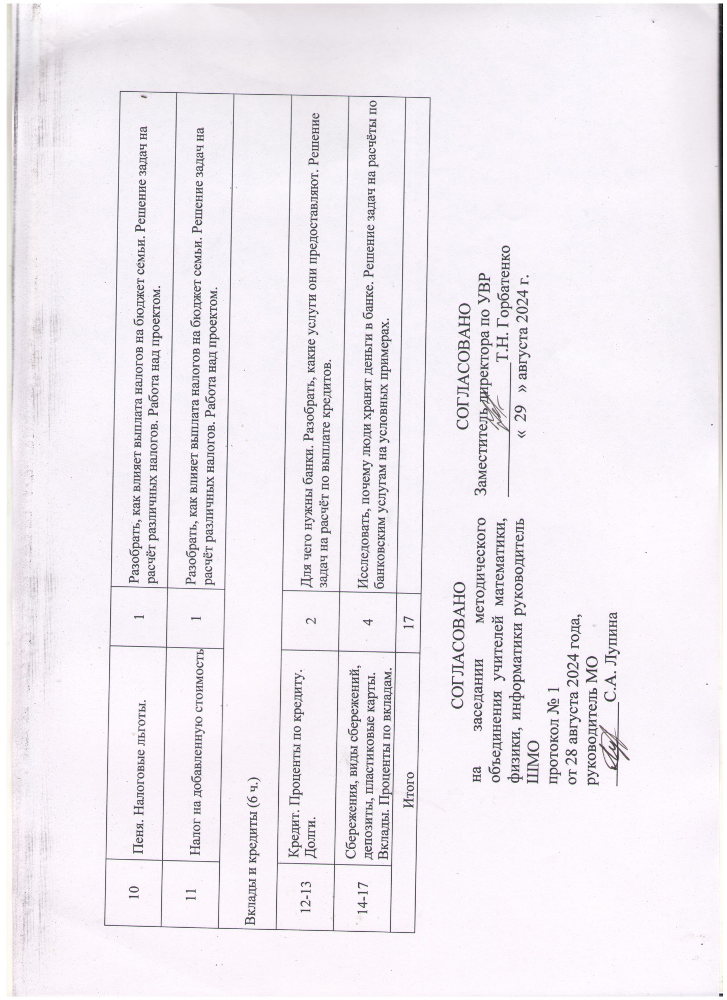 10
Пеня. Налоговые льготы.
1
Разобрать, как влияет выплата налогов на бюджет семьи. Решение задач на
расчёт различных налогов. Работа над проектом.
11
Налог на добавленную стоимость
1
Разобрать, как влияет выплата налогов на бюджет семьи. Решение задач на
расчёт различных налогов. Работа над проектом.
Вклады и кредиты (6 ч.)
12-13
Кредит. Проценты по кредиту.
Долги.
2
Для чего нужны банки. Разобрать, какие услуги они предоставляют. Решение
задач на расчёт по выплате кредитов.
14-17
Сбережения, виды сбережений,
депозиты, пластиковые карты.
Вклады. Проценты по вкладам.
4
Исследовать, почему люди хранят деньги в банке. Решение задач на расчёты по
банковским услугам на условных примерах.
Итого
17
СОГЛАСОВАНО
на заседании методического
объединения учителей математики,
физики, информатики руководитель
ШМО
протокол № 1
от 28 августа 2024 года,
руководитель МО
С.А. Лупина
СОГЛАСОВАНО
Заместитель директора по УВР
Т.Н. Горбатенко
« 29 » августа 2024 г.